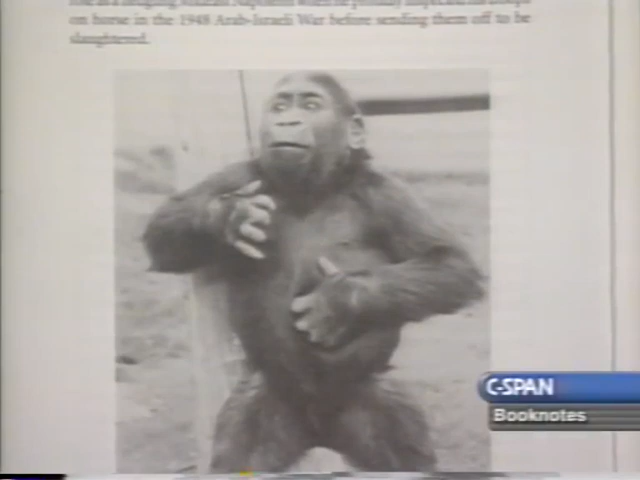 on horse in the 1948 Arab-Israeli War before sending them off to be
slaughtered.
C-SPAN
Booknotes